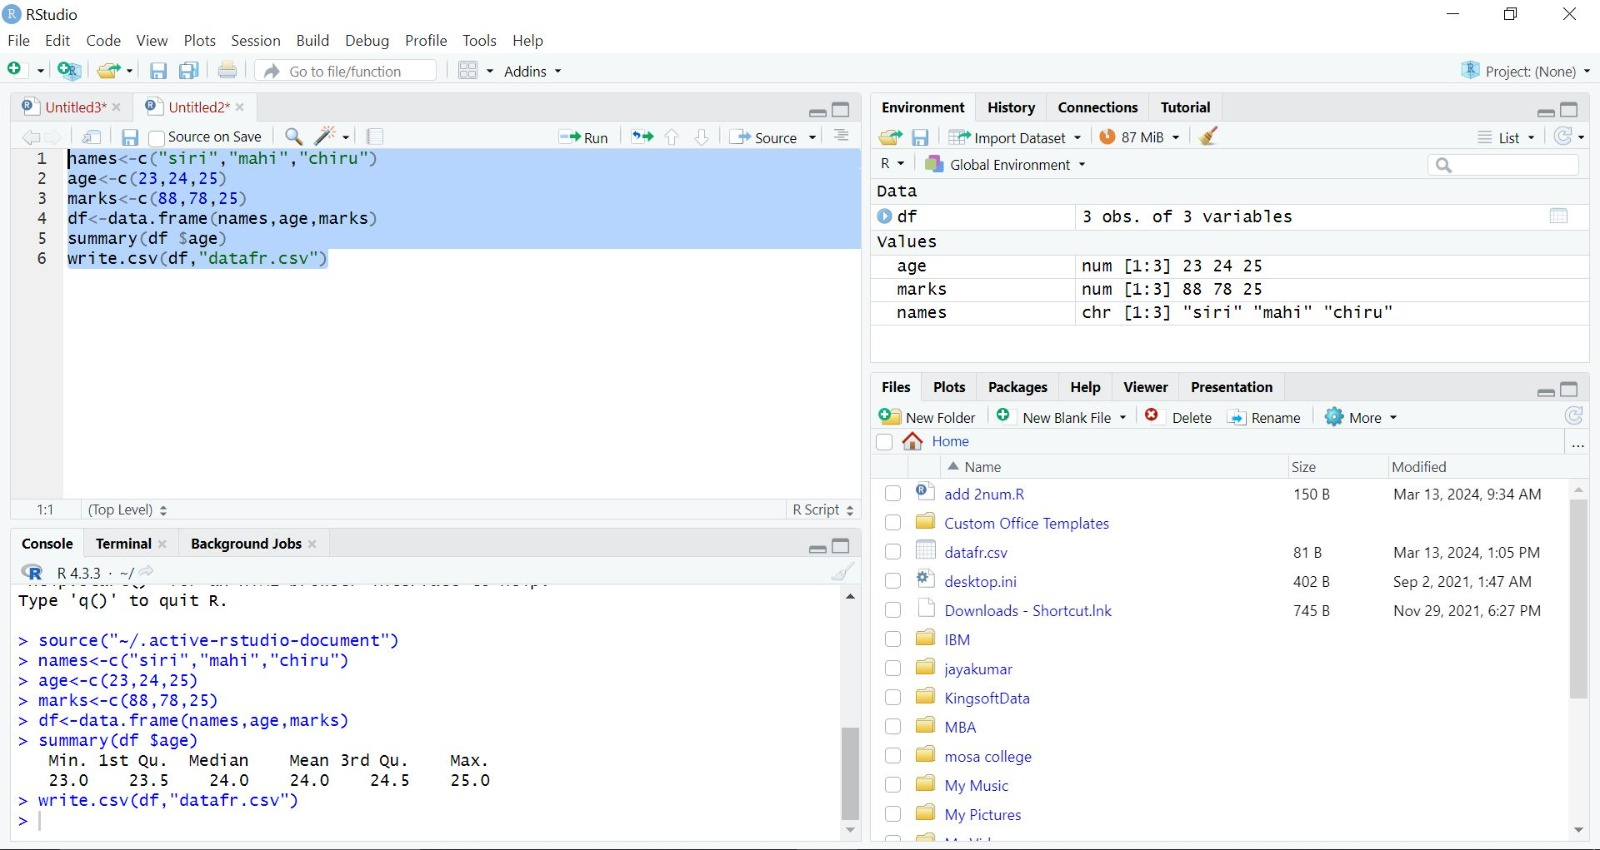 RStudio
File Edit Code View Plots Session Build Debug Profile Tools Help
Go to file/function Addins Project: (None)
Untitled3* Untitled2*
Source on Save Run Source
1 names<-c("siri","mahi","chiru")
2 age<-c(23,24,25)
3 marks<-c(88,78,25)
4 df<-data.frame(names,age,marks)
5 summary(df $age)
6 write.csv(df,"datafr.csv")
1:1 (Top Level) R Script
Console Terminal Background Jobs
R 4.3.3 · ~/
Type 'q()' to quit R.
> source("~/.active-rstudio-document")
> names<-c("siri","mahi","chiru")
> age<-c(23,24,25)
> marks<-c(88,78,25)
> df<-data.frame(names,age,marks)
> summary(df $age)
Min. 1st Qu. Median Mean 3rd Qu. Max.
23.0 23.5 24.0 24.0 24.5 25.0
> write.csv(df,"datafr.csv")
>
Environment History Connections Tutorial
Import Dataset 87 MiB List
R Global Environment
Data
df 3 obs. of 3 variables
Values
age num [1:3] 23 24 25
marks num [1:3] 88 78 25
names chr [1:3] "siri" "mahi" "chiru"
Files Plots Packages Help Viewer Presentation
New Folder New Blank File Delete Rename More
Home ...
Name Size Modified
add 2num.R 150 B Mar 13, 2024, 9:34 AM
Custom Office Templates
datafr.csv 81 B Mar 13, 2024, 1:05 PM
desktop.ini 402 B Sep 2, 2021, 1:47 AM
Downloads - Shortcut.lnk 745 B Nov 29, 2021, 6:27 PM
IBM
jayakumar
KingsoftData
MBA
mosa college
My Music
My Pictures